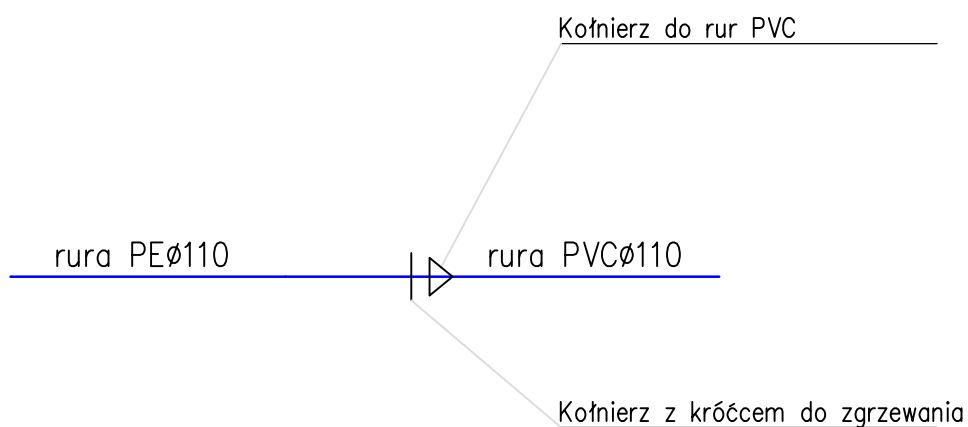 Kołnierz do rur PVC
rura PEø110
rura PVCø110
Kołnierz z króćcem do zgrzewania